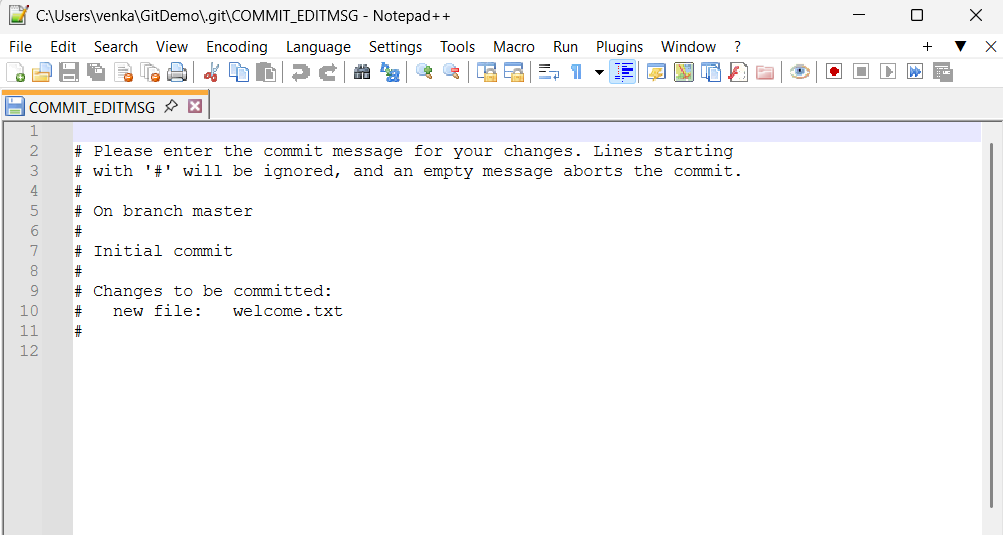 C:\Users\venka\GitDemo\.git\COMMIT_EDITMSG - Notepad++
File Edit Search View Encoding Language Settings Tools Macro Run Plugins Window ?
COMMIT_EDITMSG
1
2 # Please enter the commit message for your changes. Lines starting
3 # with '#' will be ignored, and an empty message aborts the commit.
4 #
5 # On branch master
6 #
7 # Initial commit
8 #
9 # Changes to be committed:
10 #   new file:   welcome.txt
11 #
12